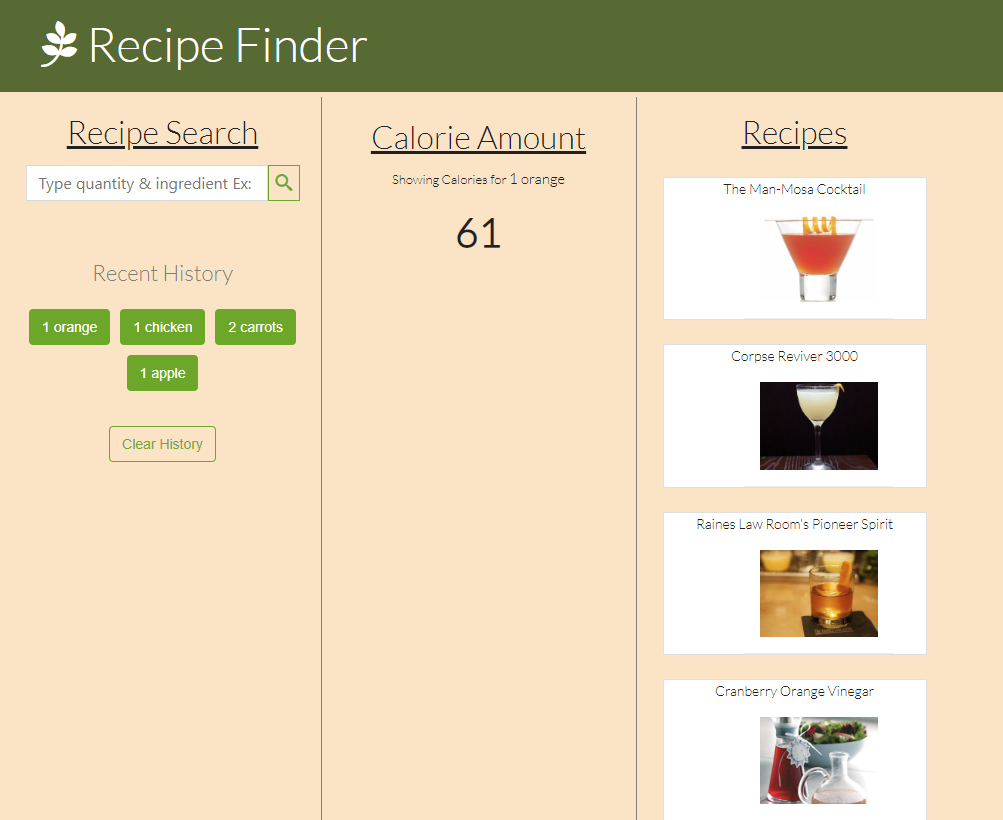 Recipe Finder
Recipe Search
Type quantity & ingredient Ex:
Recent History
1 orange
1 chicken
2 carrots
1 apple
Clear History
Calorie Amount
Showing Calories for 1 orange
61
Recipes
The Man-Mosa Cocktail
Corpse Reviver 3000
Raines Law Room's Pioneer Spirit
Cranberry Orange Vinegar